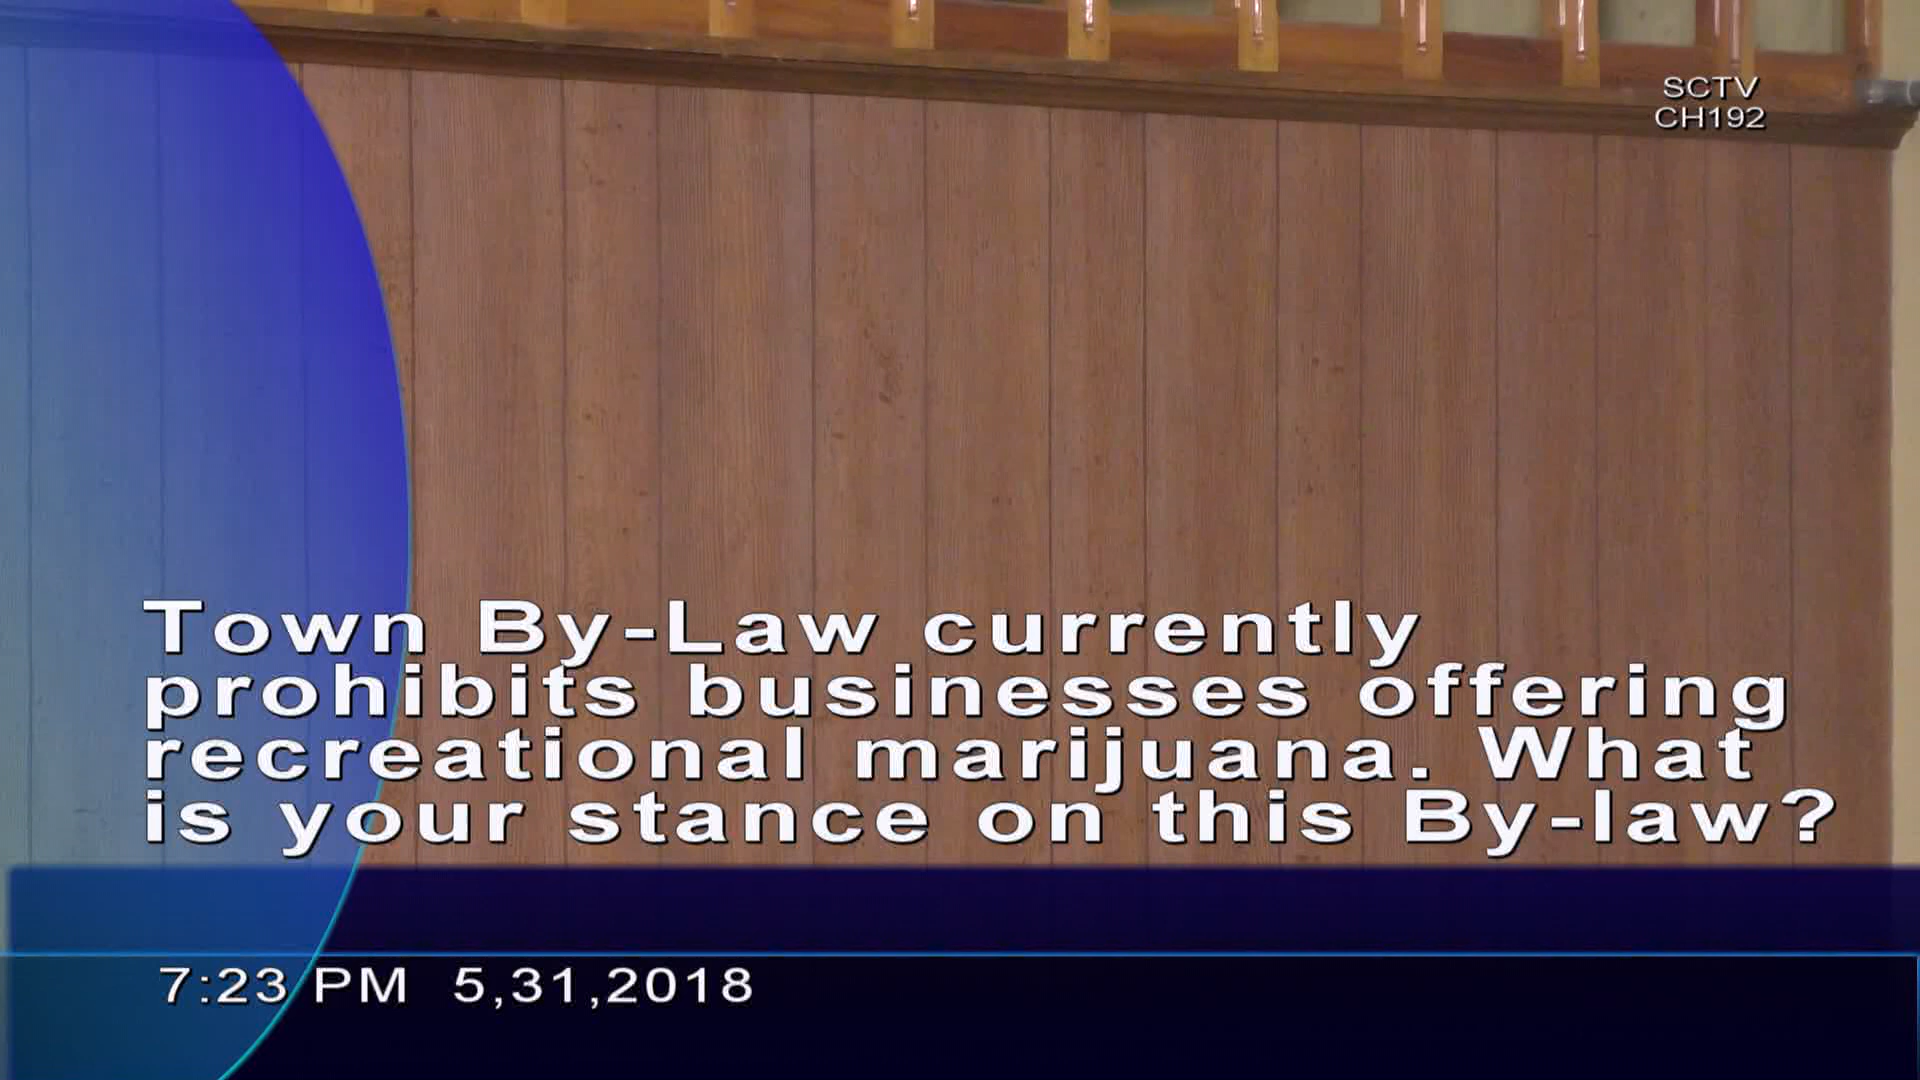 SCTV
CH192
Town By-Law currently
prohibits businesses offering
recreational marijuana. What
is your stance on this By-law?
7:23 PM 5,31,2018